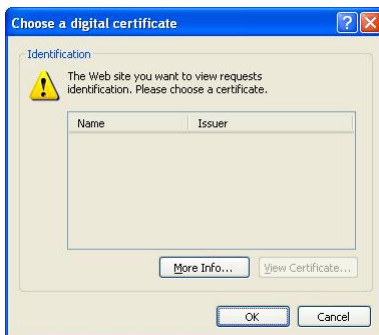 Choose a digital certificate
Identification
The Web site you want to view requests
identification. Please choose a certificate.
Name Issuer
More Info... View Certificate...
OK Cancel